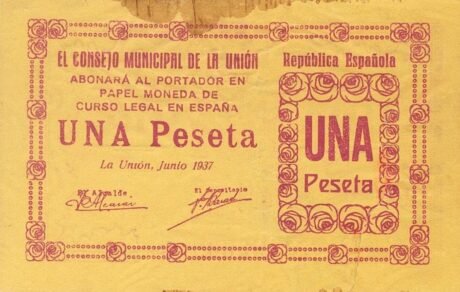 EL CONSEJO MUNICIPAL DE LA UNIÓN
ABONARÁ AL PORTADOR EN
PAPEL MONEDA DE
CURSO LEGAL EN ESPAÑA
UNA Peseta
La Unión, Junio 1937
El Alcalde,
El Depositario
República Española
UNA
Peseta